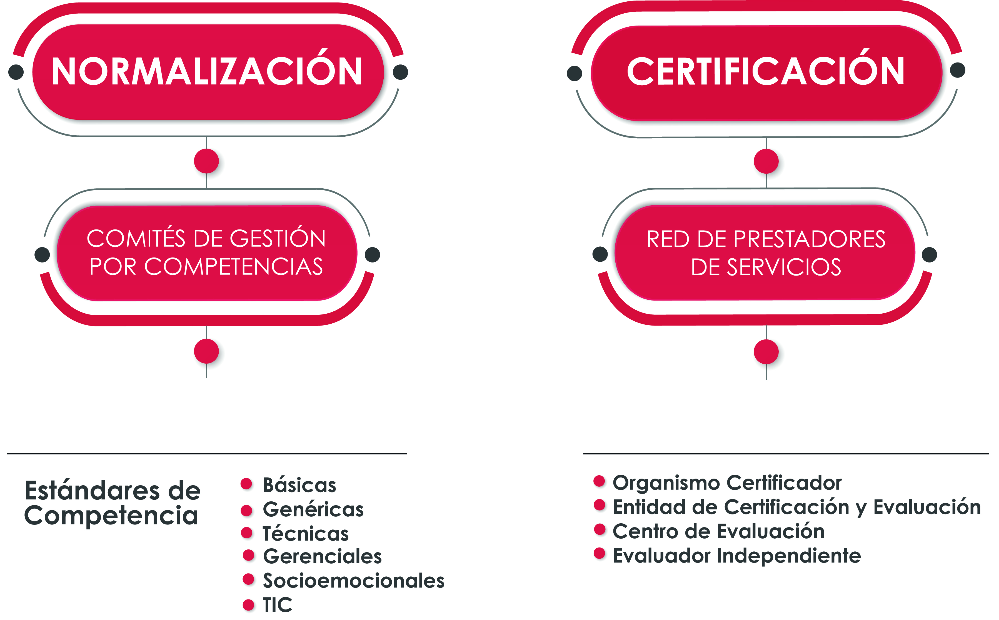 NORMALIZACIÓN
COMITÉS DE GESTIÓN
POR COMPETENCIAS
Estándares de
Competencia
Básicas
Genéricas
Técnicas
Gerenciales
Socioemocionales
TIC
CERTIFICACIÓN
RED DE PRESTADORES
DE SERVICIOS
Organismo Certificador
Entidad de Certificación y Evaluación
Centro de Evaluación
Evaluador Independiente